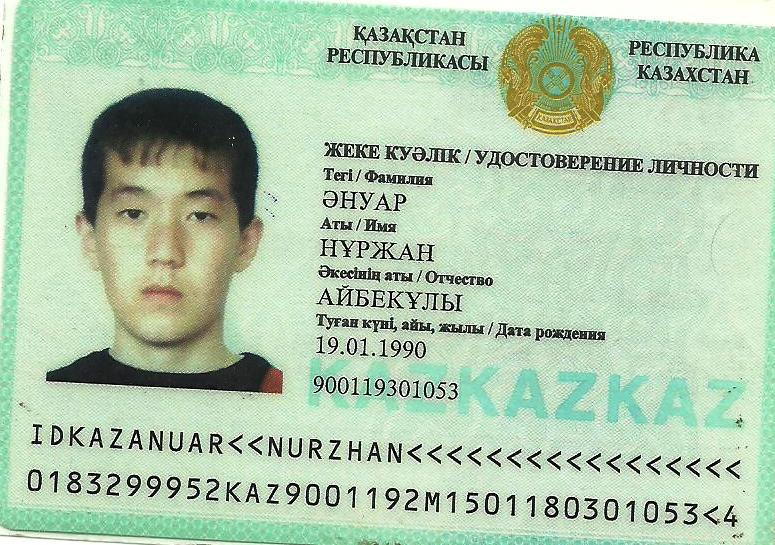 ҚАЗАҚСТАН
РЕСПУБЛИКАСЫ
РЕСПУБЛИКА
КАЗАХСТАН
ҚАЗАҚСТАН
ЖЕКЕ КУӘЛІК / УДОСТОВЕРЕНИЕ ЛИЧНОСТИ
Тегі / Фамилия
ӘНУАР
Аты / Имя
НҰРЖАН
Әкесінің аты / Отчество
АЙБЕКҰЛЫ
Туған күні, айы, жылы / Дата рождения
19.01.1990
900119301053
KAZKAZKAZ
IDKAZANUAR<<NURZHAN<<<<<<<<<<<<<<<<<
0183299952KAZ9001192M1501180301053<4